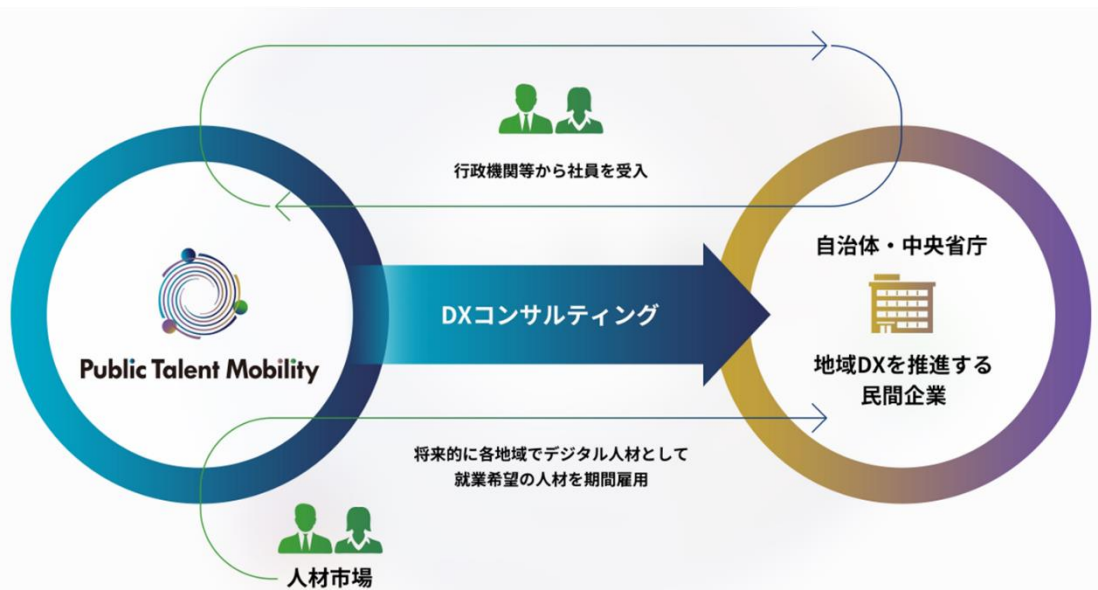 行政機関等から社員を受入
Public Talent Mobility
DXコンサルティング
自治体・中央省庁
地域DXを推進する
民間企業
将来的に各地域でデジタル人材として
就業希望の人材を期間雇用
人材市場